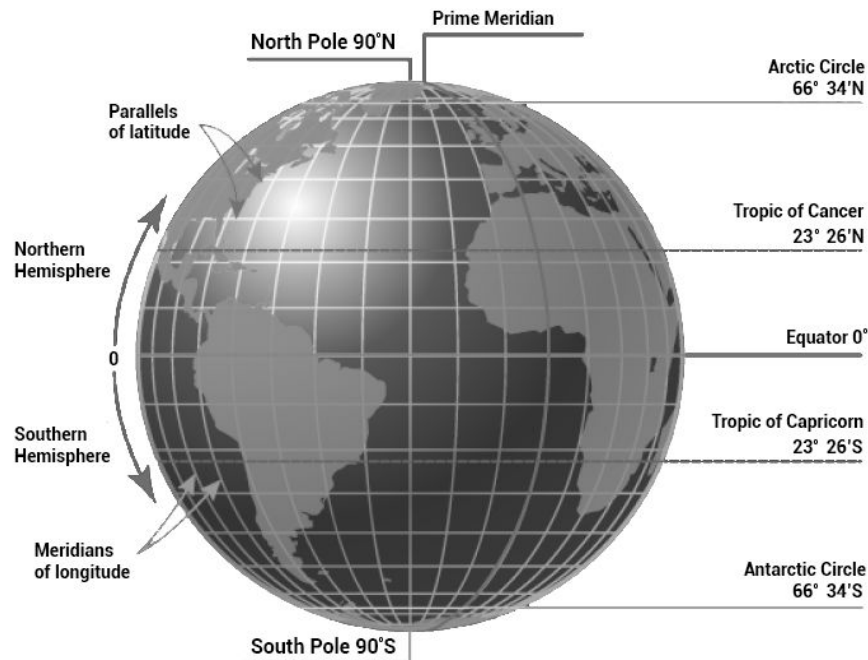 Prime Meridian
North Pole 90°N
Arctic Circle
66° 34'N
Parallels
of latitude
Tropic of Cancer
23° 26'N
Northern
Hemisphere
Equator 0°
0
Tropic of Capricorn
23° 26'S
Southern
Hemisphere
Meridians
of longitude
Antarctic Circle
66° 34'S
South Pole 90°S